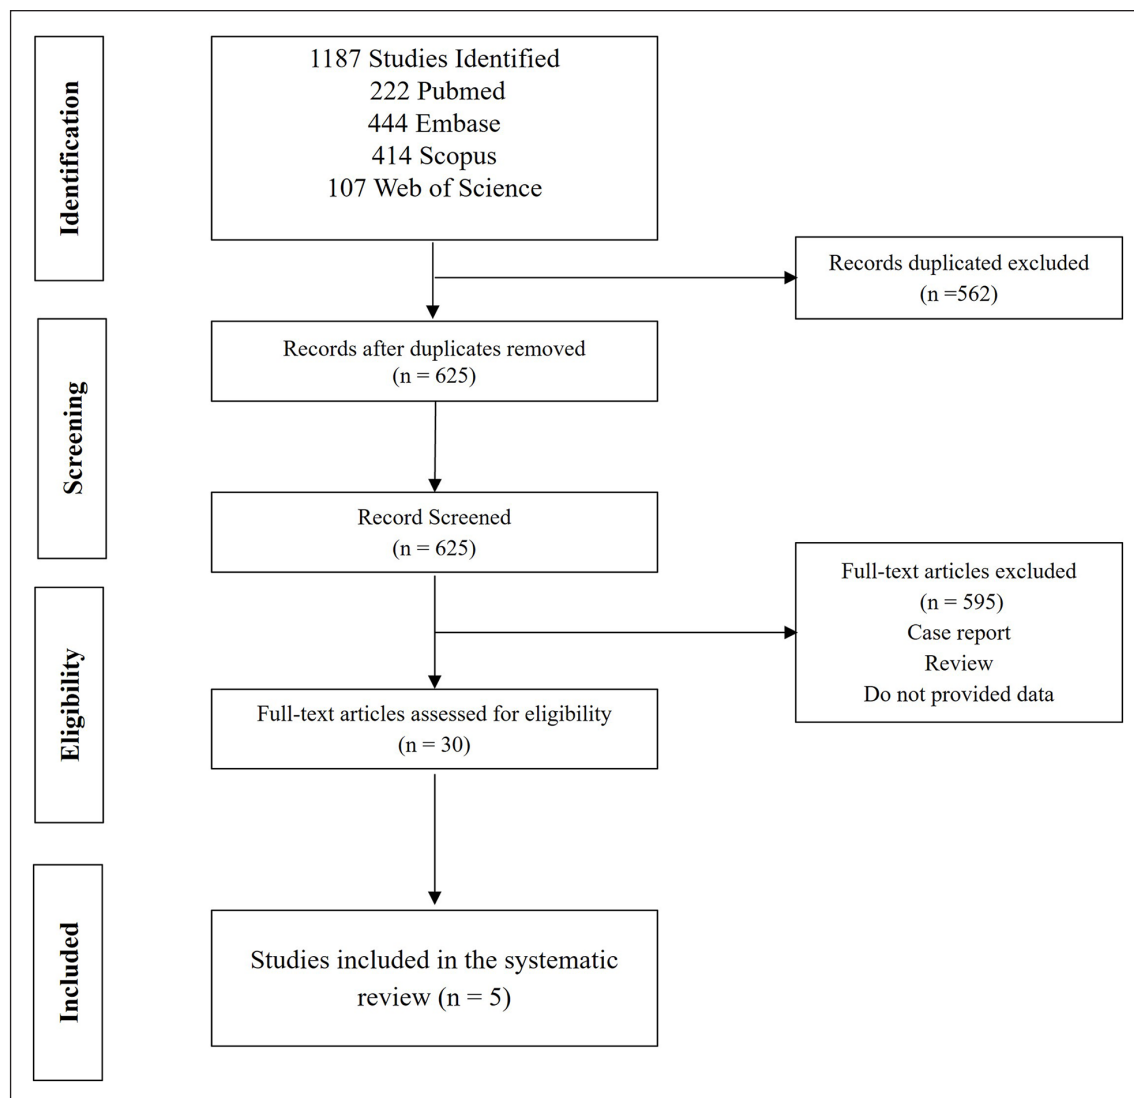 Identification
1187 Studies Identified
222 Pubmed
444 Embase
414 Scopus
107 Web of Science
Records duplicated excluded
(n =562)
Screening
Records after duplicates removed
(n = 625)
Record Screened
(n = 625)
Full-text articles excluded
(n = 595)
Case report
Review
Do not provided data
Eligibility
Full-text articles assessed for eligibility
(n = 30)
Included
Studies included in the systematic
review (n = 5)